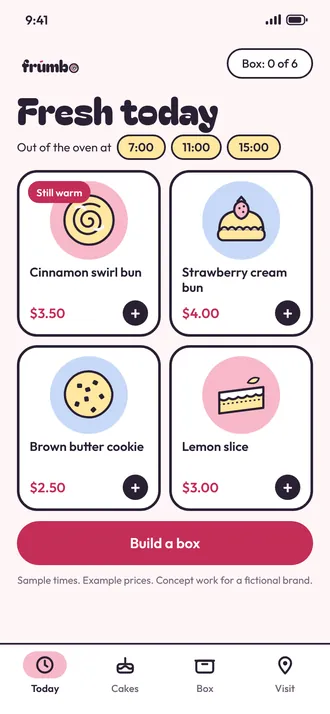 9:41
frúmbo
Box: 0 of 6
Fresh today
Out of the oven at 7:00 11:00 15:00
Still warm
Cinnamon swirl bun
$3.50
Strawberry cream
bun
$4.00
Brown butter cookie
$2.50
Lemon slice
$3.00
Build a box
Sample times. Example prices. Concept work for a fictional brand.
Today
Cakes
Box
Visit